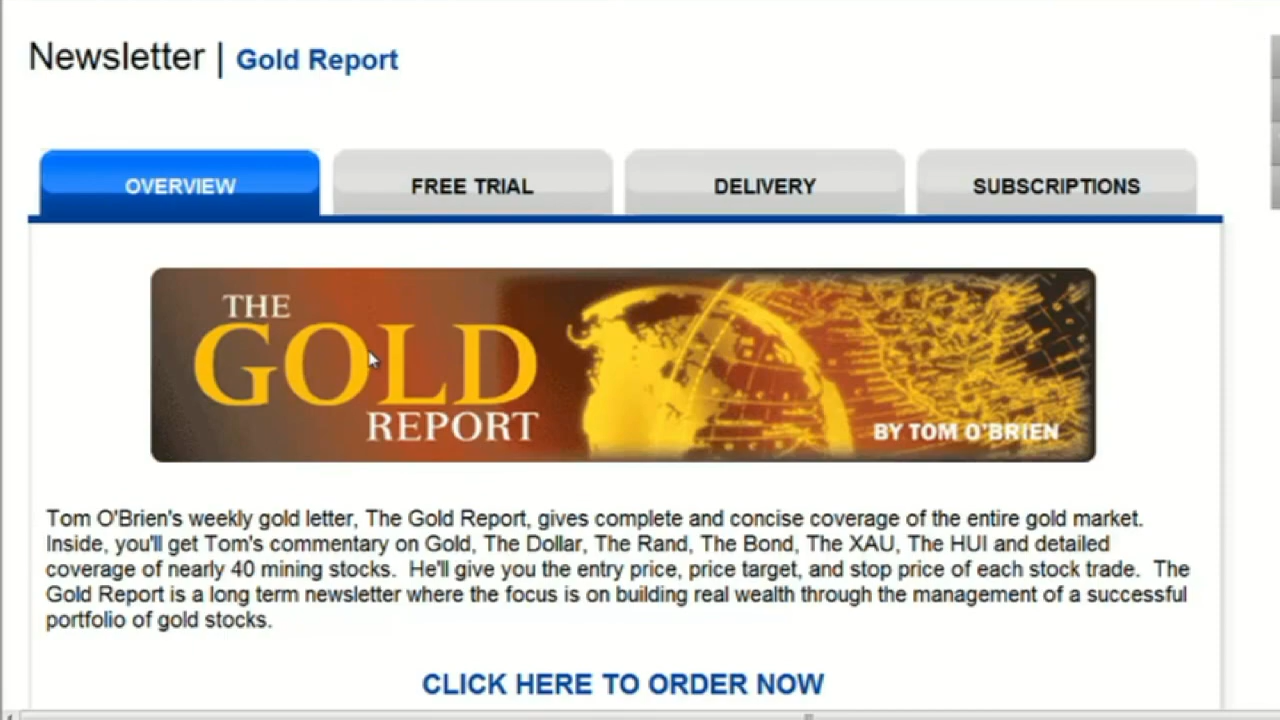 Newsletter | Gold Report
OVERVIEW
FREE TRIAL
DELIVERY
SUBSCRIPTIONS
THE
GOLD
REPORT
BY TOM O'BRIEN
Tom O'Brien's weekly gold letter, The Gold Report, gives complete and concise coverage of the entire gold market.
Inside, you'll get Tom's commentary on Gold, The Dollar, The Rand, The Bond, The XAU, The HUI and detailed
coverage of nearly 40 mining stocks.  He'll give you the entry price, price target, and stop price of each stock trade.  The
Gold Report is a long term newsletter where the focus is on building real wealth through the management of a successful
portfolio of gold stocks.
CLICK HERE TO ORDER NOW